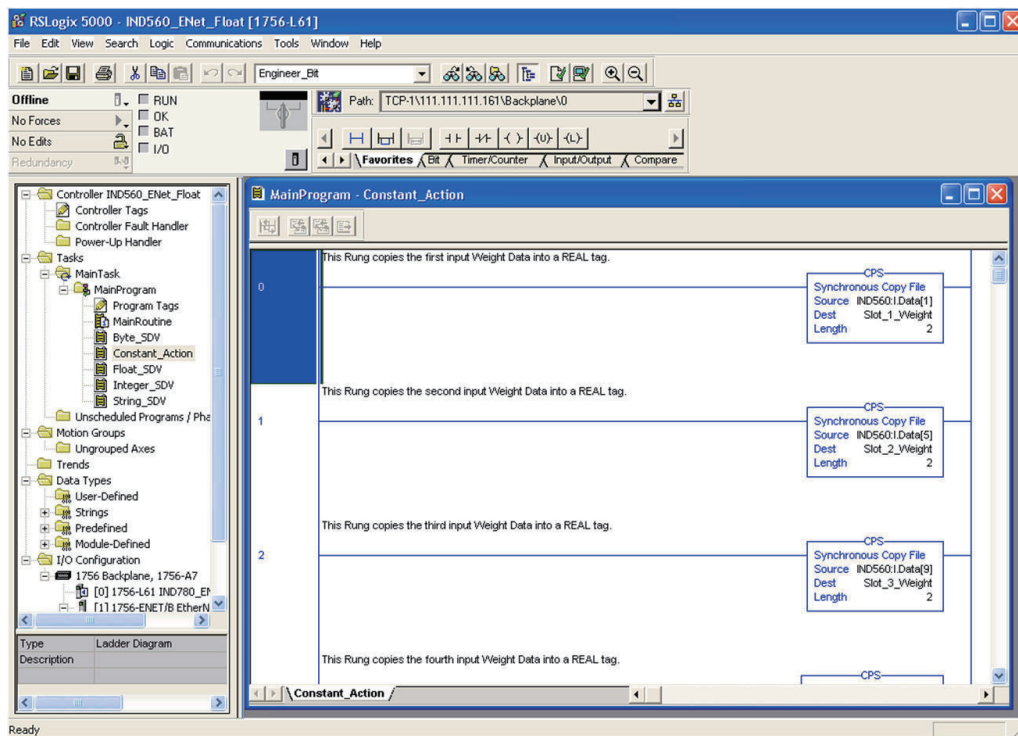 RSLogix 5000 - IND560_ENet_Float [1756-L61]
File Edit View Search Logic Communications Tools Window Help
Engineer_Bit
Offline
No Forces
No Edits
Redundancy
RUN
OK
BAT
I/O
Path: TCP-1\111.111.111.161\Backplane\0
Favorites Bit Timer/Counter Input/Output Compare
Controller IND560_ENet_Float
Controller Tags
Controller Fault Handler
Power-Up Handler
Tasks
MainTask
MainProgram
Program Tags
MainRoutine
Byte_SDV
Constant_Action
Float_SDV
Integer_SDV
String_SDV
Unscheduled Programs / Pha
Motion Groups
Ungrouped Axes
Trends
Data Types
User-Defined
Strings
Predefined
Module-Defined
I/O Configuration
1756 Backplane, 1756-A7
[0] 1756-L61 IND780_EN
[1] 1756-ENET/B EtherN
Type Ladder Diagram
Description
MainProgram - Constant_Action
This Rung copies the first input Weight Data into a REAL tag.
0
CPS
Synchronous Copy File
Source IND560:I.Data[1]
Dest Slot_1_Weight
Length 2
This Rung copies the second input Weight Data into a REAL tag.
1
CPS
Synchronous Copy File
Source IND560:I.Data[5]
Dest Slot_2_Weight
Length 2
This Rung copies the third input Weight Data into a REAL tag.
2
CPS
Synchronous Copy File
Source IND560:I.Data[9]
Dest Slot_3_Weight
Length 2
This Rung copies the fourth input Weight Data into a REAL tag.
CPS
Constant_Action
Ready